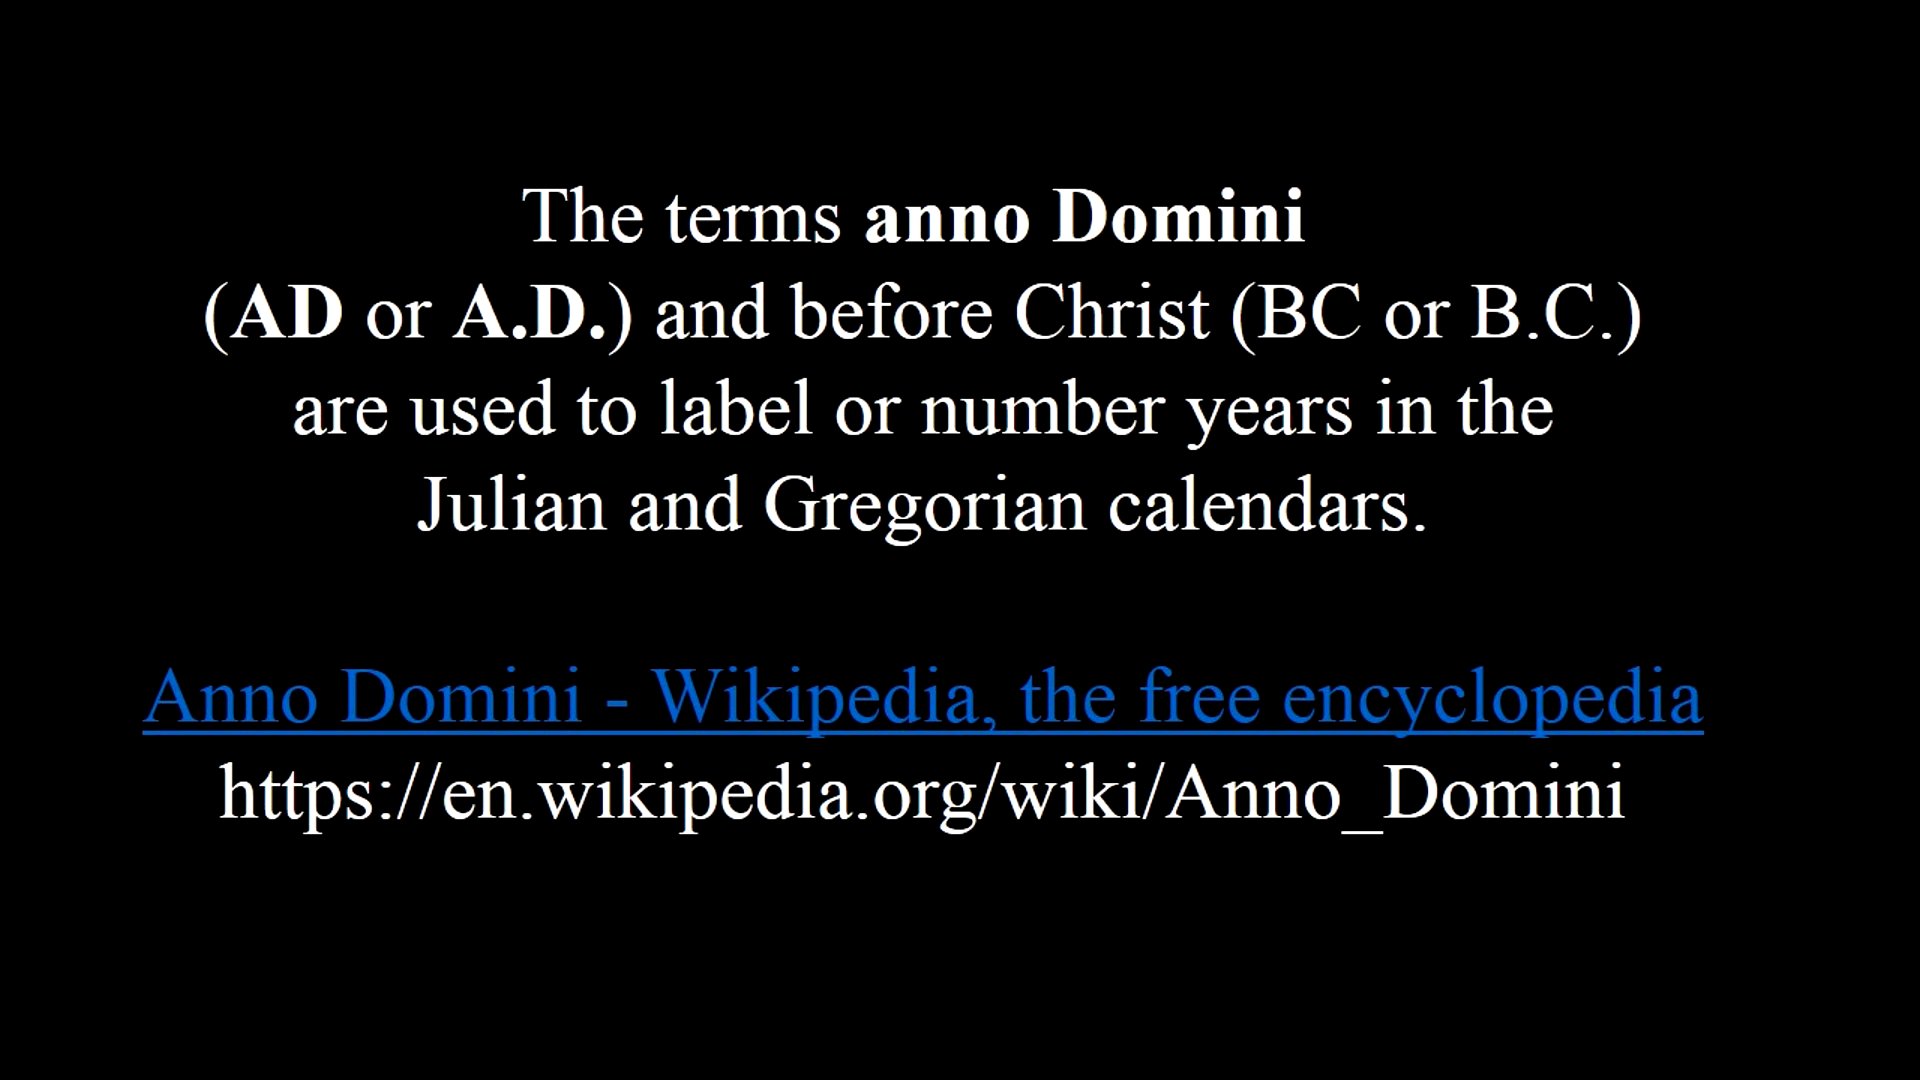 The terms anno Domini
(AD or A.D.) and before Christ (BC or B.C.)
are used to label or number years in the
Julian and Gregorian calendars.
Anno Domini - Wikipedia, the free encyclopedia
https://en.wikipedia.org/wiki/Anno_Domini